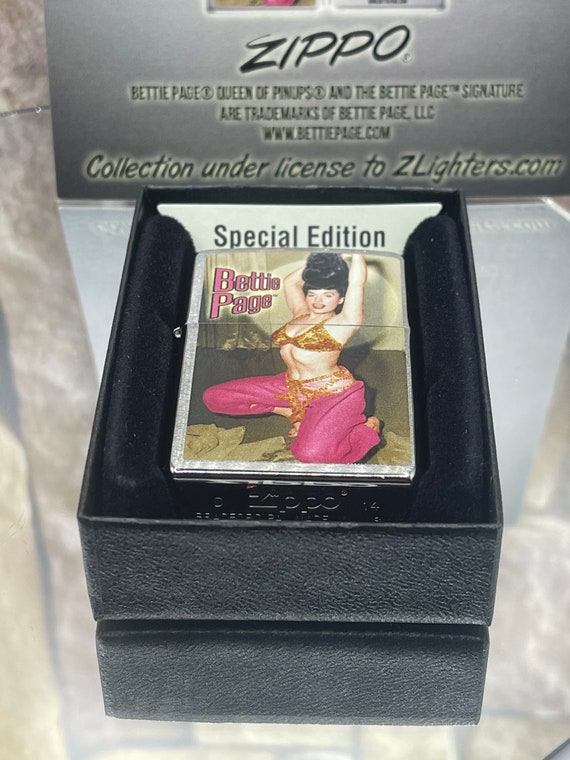 ZIPPO®
BETTIE PAGE® QUEEN OF PINUPS® AND THE BETTIE PAGE™ SIGNATURE
ARE TRADEMARKS OF BETTIE PAGE, LLC
WWW.BETTIEPAGE.COM
Collection under license to ZLighters.com
Special Edition
Bettie
Page™
D Zippo® 14